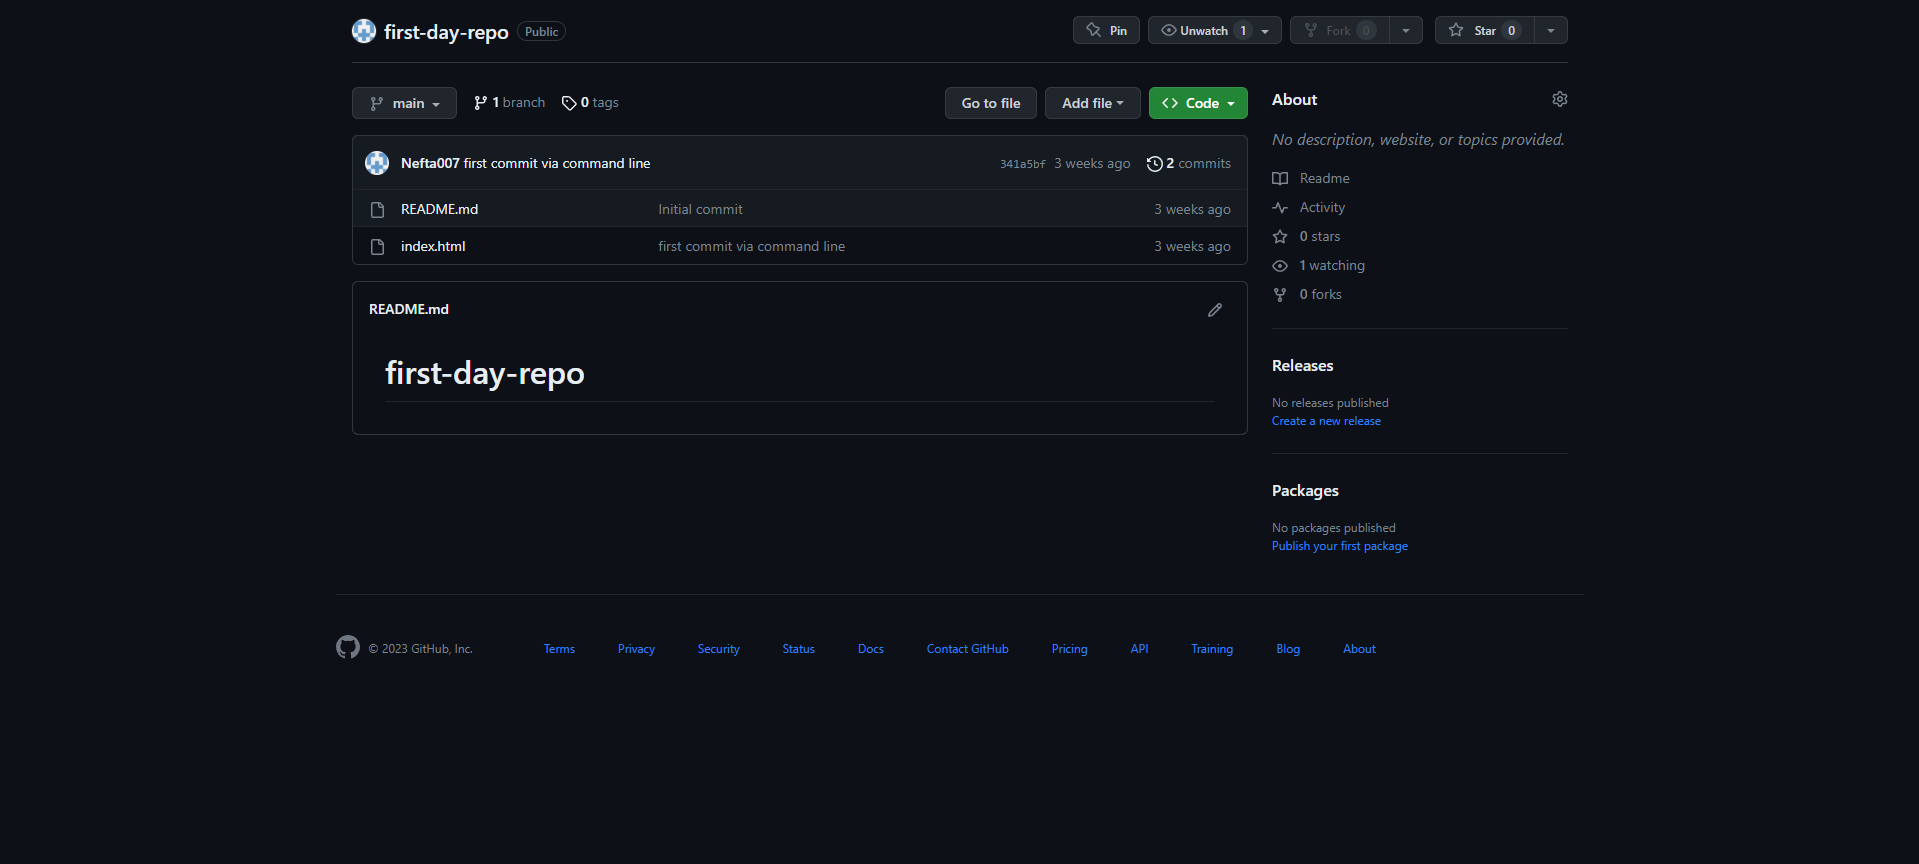 first-day-repo Public Pin Unwatch 1 Fork 0 Star 0
main 1 branch 0 tags Go to file Add file Code
Nefta007 first commit via command line 341a5bf 3 weeks ago 2 commits
README.md Initial commit 3 weeks ago
index.html first commit via command line 3 weeks ago
README.md
first-day-repo
About
No description, website, or topics provided.
Readme
Activity
0 stars
1 watching
0 forks
Releases
No releases published
Create a new release
Packages
No packages published
Publish your first package
© 2023 GitHub, Inc. Terms Privacy Security Status Docs Contact GitHub Pricing API Training Blog About